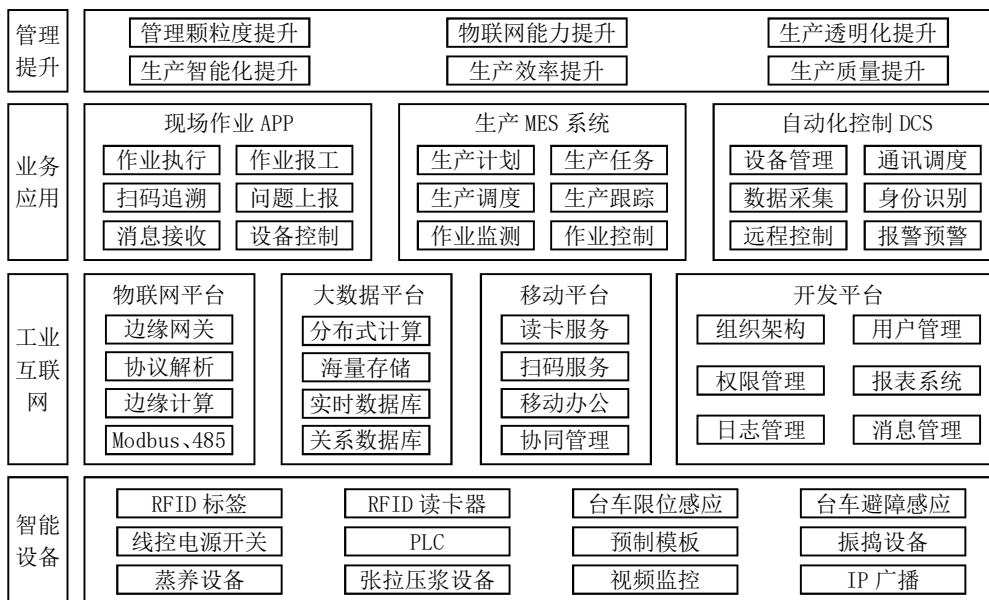 管理
提升
管理颗粒度提升 物联网能力提升 生产透明化提升
生产智能化提升 生产效率提升 生产质量提升
业务
应用
现场作业 APP 生产 MES 系统 自动化控制 DCS
作业执行 作业报工 生产计划 生产任务 设备管理 通讯调度
扫码追溯 问题上报 生产调度 生产跟踪 数据采集 身份识别
消息接收 设备控制 作业监测 作业控制 远程控制 报警预警
工业
互联
网
物联网平台 大数据平台 移动平台 开发平台
边缘网关 分布式计算 读卡服务 组织架构 用户管理
协议解析 海量存储 扫码服务 权限管理 报表系统
边缘计算 实时数据库 移动办公 日志管理 消息管理
Modbus、485 关系数据库 协同管理
智能
设备
RFID 标签 RFID 读卡器 台车限位感应 台车避障感应
线控电源开关 PLC 预制模板 振捣设备
蒸养设备 张拉压浆设备 视频监控 IP 广播